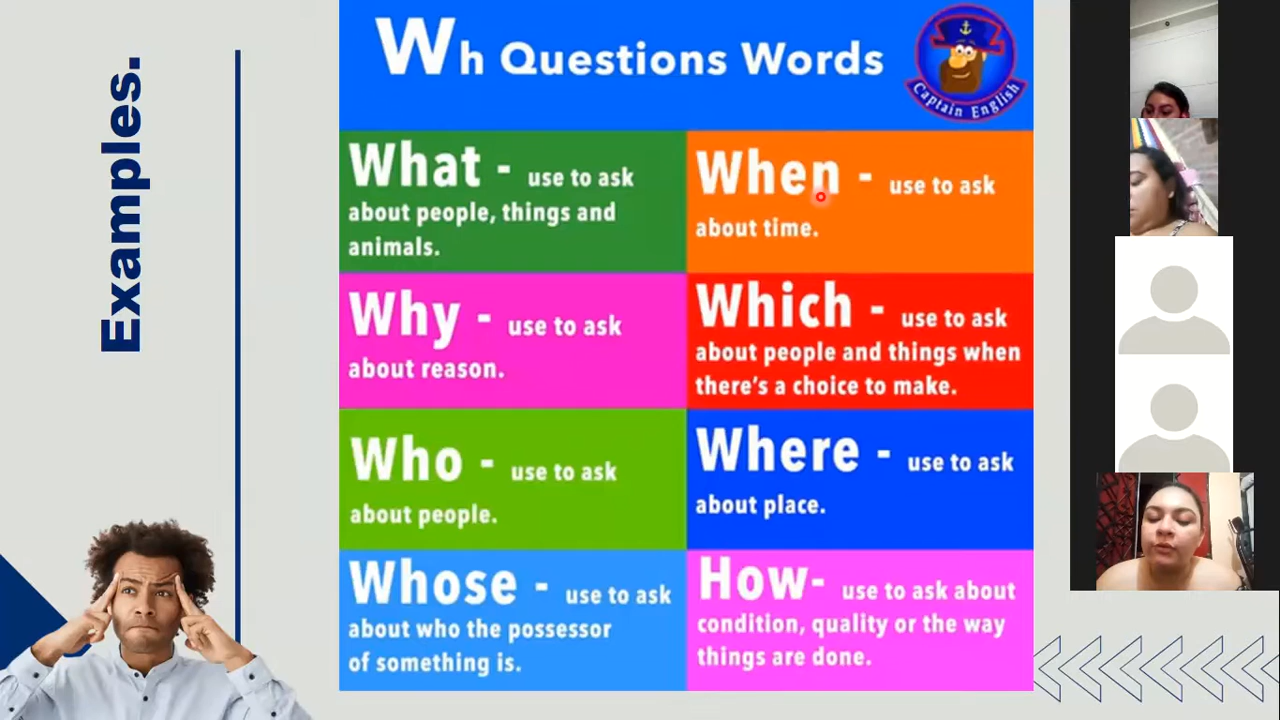 Examples.
Wh Questions Words
Captain English
What - use to ask
about people, things and
animals.
When - use to ask
about time.
Why - use to ask
about reason.
Which - use to ask
about people and things when
there's a choice to make.
Who - use to ask
about people.
Where - use to ask
about place.
Whose - use to ask
about who the possessor
of something is.
How- use to ask about
condition, quality or the way
things are done.